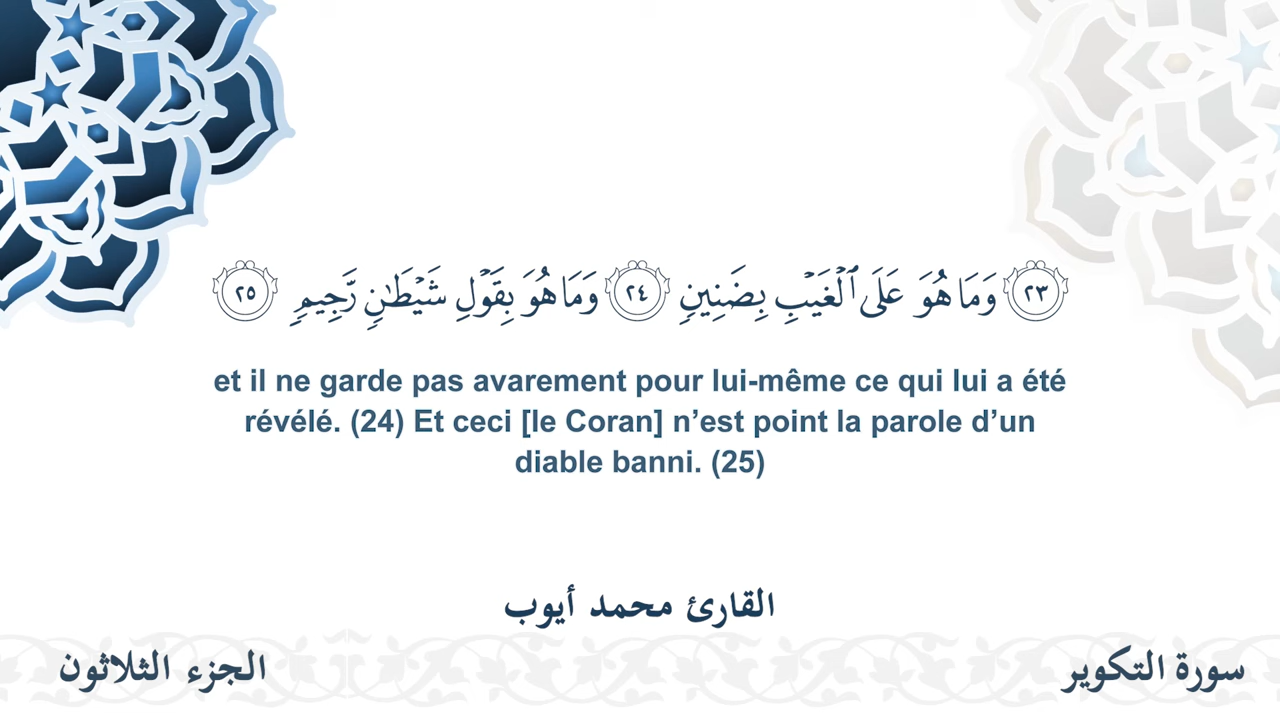 ٢٣ وَمَا هُوَ عَلَى ٱلْغَيْبِ بِضَنِينٍ ٢٤ وَمَا هُوَ بِقَوْلِ شَيْطَٰنٍ رَّجِيمٍ ٢٥
et il ne garde pas avarement pour lui-même ce qui lui a été
révélé. (24) Et ceci [le Coran] n’est point la parole d’un
diable banni. (25)
القارئ محمد أيوب
سورة التكوير
الجزء الثلاثون